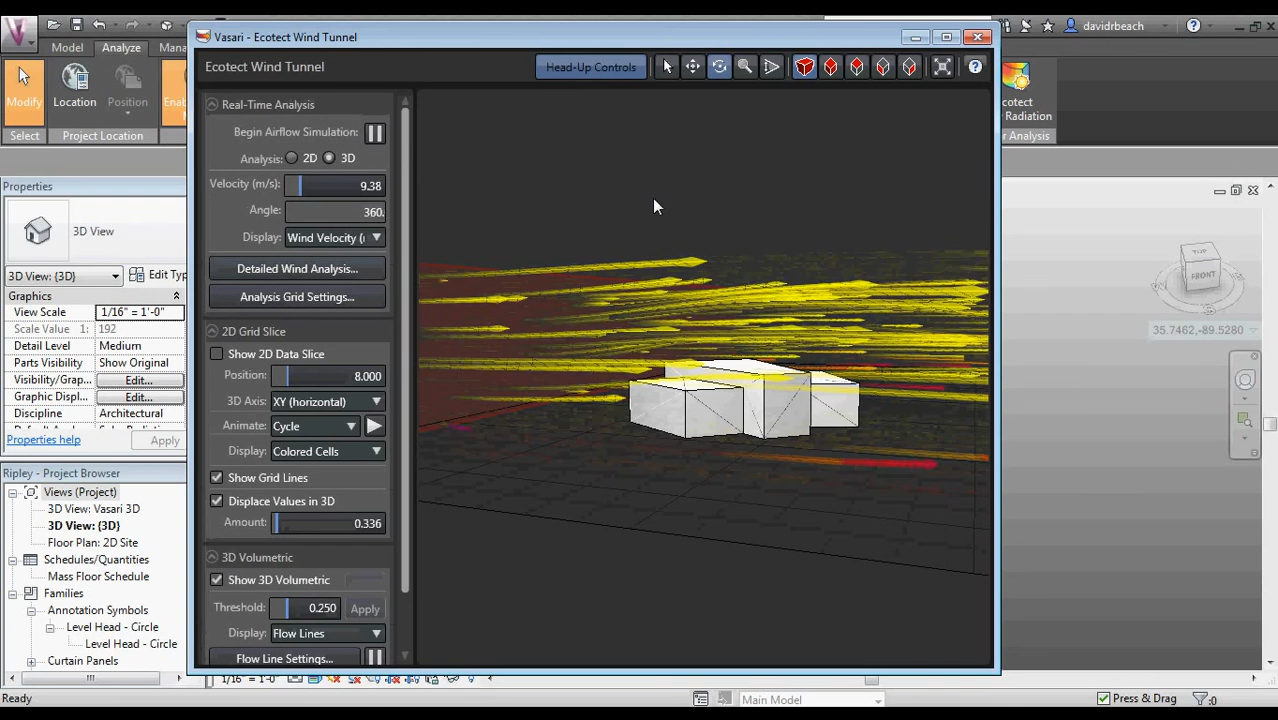 davidrbeach
Vasari - Ecotect Wind Tunnel
Model
Analyze
Mana
Ecotect Wind Tunnel
Head-Up Controls
Modify
Location
Position
Enab
cotect
Radiation
Select
Project Location
r Analysis
Real-Time Analysis
Begin Airflow Simulation:
Analysis: 2D 3D
Velocity (m/s): 9.38
Angle: 360.
Display: Wind Velocity (
Detailed Wind Analysis...
Analysis Grid Settings...
2D Grid Slice
Show 2D Data Slice
Position: 8.000
3D Axis: XY (horizontal)
Animate: Cycle
Display: Colored Cells
Show Grid Lines
Displace Values in 3D
Amount: 0.336
3D Volumetric
Show 3D Volumetric
Threshold: 0.250 Apply
Display: Flow Lines
Flow Line Settings...
Properties
3D View
3D View: {3D} Edit Typ
Graphics
View Scale 1/16" = 1'-0"
Scale Value 1: 192
Detail Level Medium
Parts Visibility Show Original
Visibility/Grap... Edit...
Graphic Displ... Edit...
Discipline Architectural
Properties help Apply
Ripley - Project Browser
Views (Project)
3D View: Vasari 3D
3D View: {3D}
Floor Plan: 2D Site
Schedules/Quantities
Mass Floor Schedule
Families
Annotation Symbols
Level Head - Circle
Level Head - Circle
Curtain Panels
TOP
FRONT
35.7462,-89.5280
1/16" = 1'-0"
Ready
Main Model
Press & Drag
:0